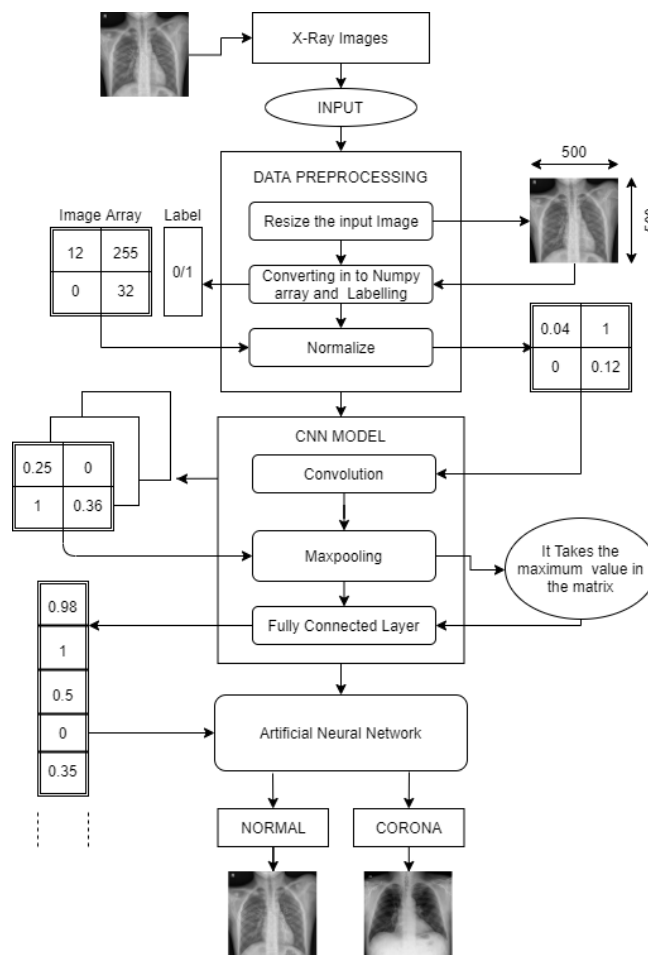 X-Ray Images
INPUT
DATA PREPROCESSING
500
500
Resize the input Image
Image Array
Label
12
255
0
32
0/1
Converting in to Numpy
array and Labelling
Normalize
0.04
1
0
0.12
CNN MODEL
Convolution
0.25
0
1
0.36
Maxpooling
It Takes the
maximum value in
the matrix
Fully Connected Layer
0.98
1
0.5
0
0.35
Artificial Neural Network
NORMAL
CORONA